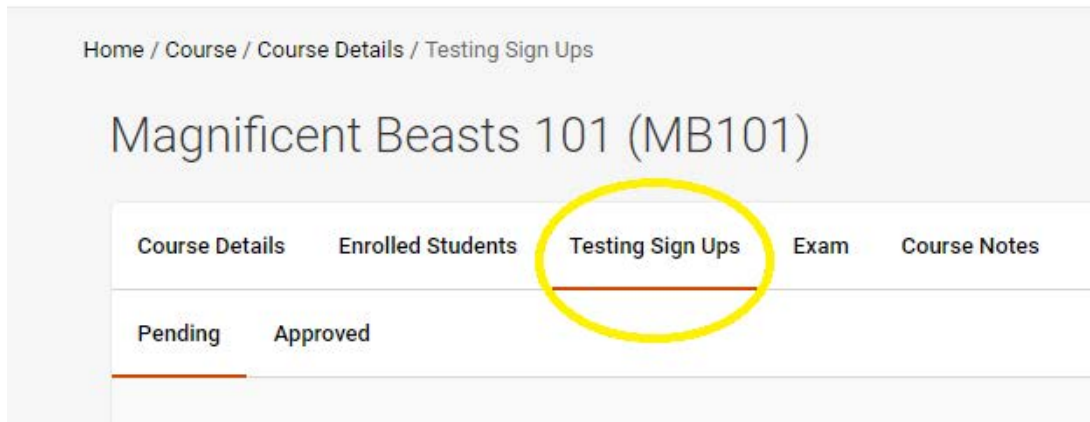 Home / Course / Course Details / Testing Sign Ups
Magnificent Beasts 101 (MB101)
Course Details Enrolled Students Testing Sign Ups Exam Course Notes
Pending Approved